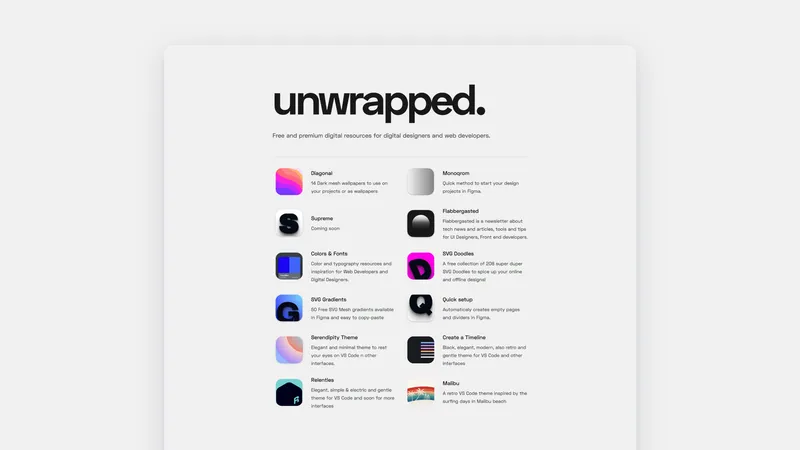 unwrapped.
Free and premium digital resources for digital designers and web developers.
Diagonal
14 Dark mesh wallpapers to use on
your projects or as wallpapers
Monoqrom
Quick method to start your design
projects in Figma.
S
Supreme
Coming soon
Flabbergasted
Flabbergasted is a newsletter about
tech news and articles, tools and tips
for UI Designers, Front end developers.
Colors & Fonts
Color and typography resources and
inspiration for Web Developers and
Digital Designers.
D
SVG Doodles
A free collection of 208 super-duper
SVG Doodles to spice up your online
and offline designs!
G
SVG Gradients
60 Free SVG Mesh gradients available
in Figma and easy to copy-paste
Q
Quick setup
Automaticaly creates empty pages
and dividers in Figma.
Serendipity Theme
Elegant and minimal theme to rest
your eyes on VS Code n other
interfaces.
Create a Timeline
Black, elegant, modern, also retro and
gentle theme for VS Code and other
interfaces
Relentles
Elegant, simple & electric and gentle
theme for VS Code and soon for more
interfaces
Malibu
A retro VS Code theme inspired by the
surfing days in Malibu beach.